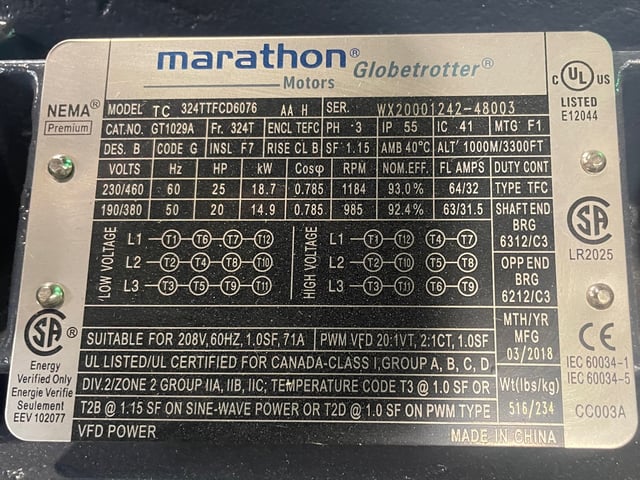 marathon® Globetrotter®
Motors
C UL® US
LISTED
E12044
NEMA®
Premium
MODEL TC 324TTFCD6076 AA H SER. WX20001242-48003
CAT.NO. GT1029A Fr. 324T ENCL TEFC PH 3 IP 55 IC 41 MTG F1
DES. B CODE G INSL F7 RISE CL B SF 1.15 AMB 40°C ALT' 1000M/3300FT
VOLTS Hz HP kW Cosφ RPM NOM.EFF. FL AMPS DUTY CONT
230/460 60 25 18.7 0.785 1184 93.0% 64/32 TYPE TFC
190/380 50 20 14.9 0.785 985 92.4% 63/31.5 SHAFT END
BRG
6312/C3
LOW VOLTAGE
L1 T1 T6 T7 T12
L2 T2 T4 T8 T10
L3 T3 T5 T9 T11
HIGH VOLTAGE
L1 T1 T12 T4 T7
L2 T2 T10 T5 T8
L3 T3 T11 T6 T9
OPP END
BRG
6212/C3
SA®
LR2025
MTH/YR
MFG
03/2018
CE
IEC 60034-1
IEC 60034-5
SA®
Energy
Verified Only
Energie Verifie
Seulement
EEV 102077
SUITABLE FOR 208V,60HZ,1.0SF,71A PWM VFD 20:1VT, 2:1CT, 1.0SF
UL LISTED/UL CERTIFIED FOR CANADA-CLASS I,GROUP A, B, C, D
DIV.2/ZONE 2 GROUP IIA, IIB, IIC; TEMPERATURE CODE T3 @ 1.0 SF OR
T2B @ 1.15 SF ON SINE-WAVE POWER OR T2D @ 1.0 SF ON PWM TYPE
VFD POWER
Wt(lbs/kg)
516/234
CC003A
MADE IN CHINA